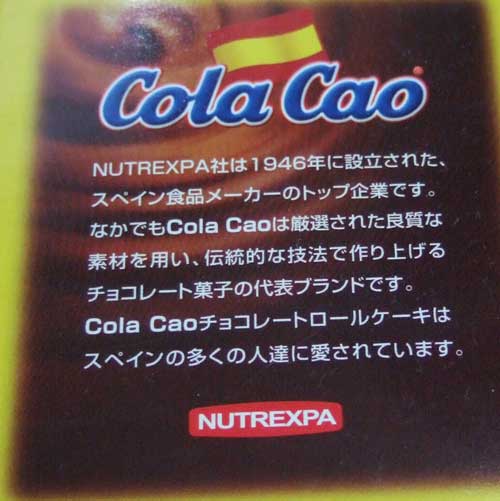 Cola Cao
NUTREXPA社は1946年に設立された、
スペイン食品メーカーのトップ企業です。
なかでもCola Caoは厳選された良質な
素材を用い、伝統的な技法で作り上げる
チョコレート菓子の代表ブランドです。
Cola Caoチョコレートロールケーキは
スペインの多くの人達に愛されています。
NUTREXPA